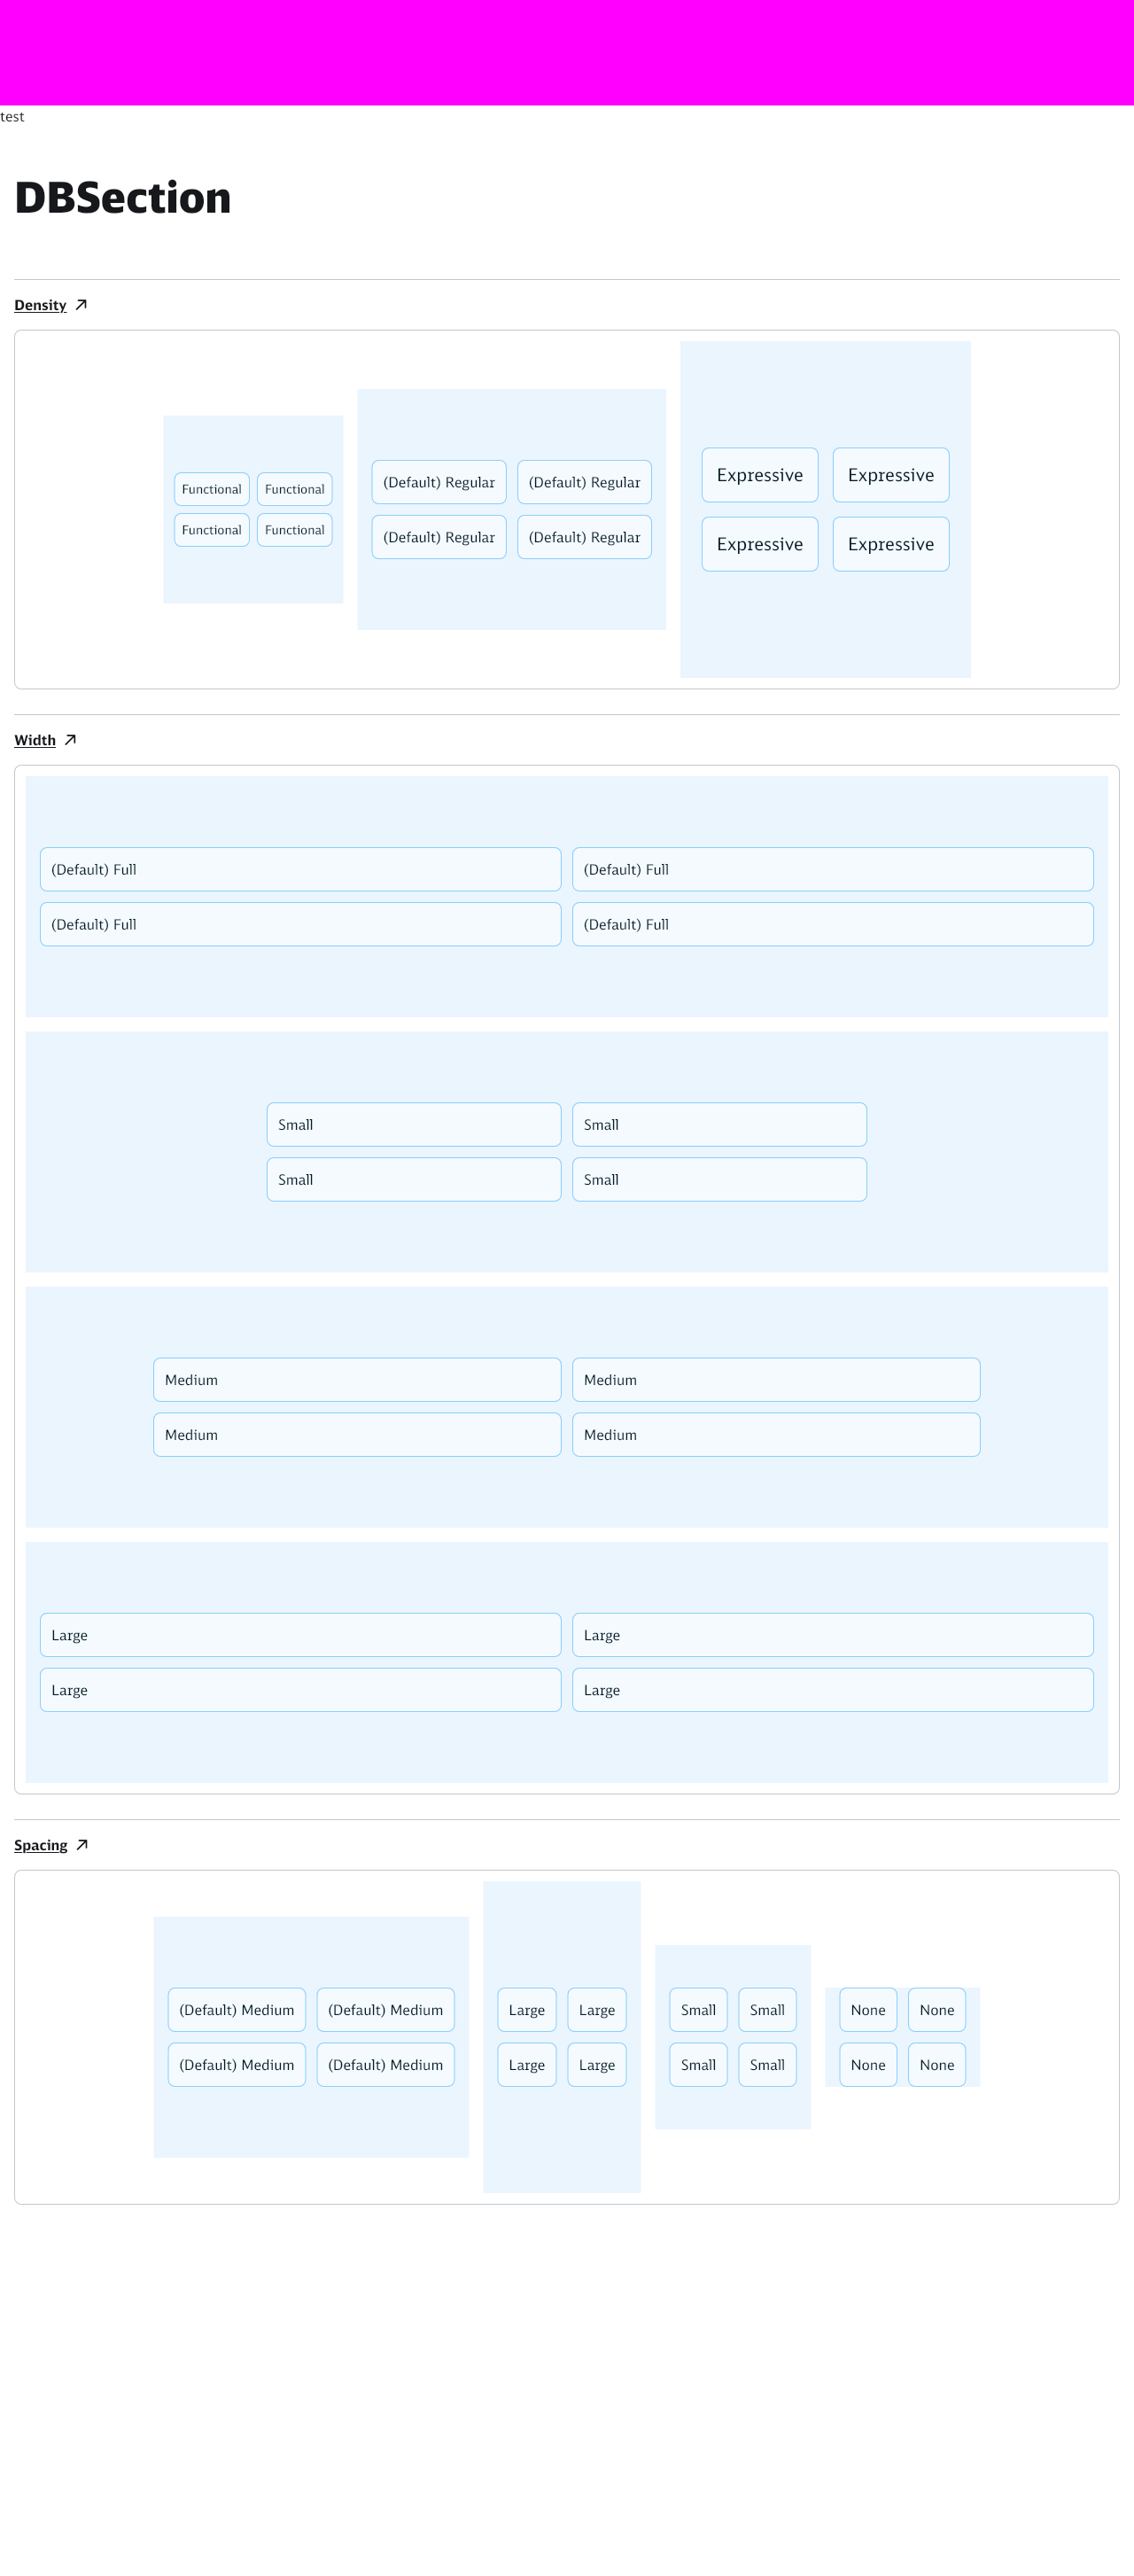 test
DBSection
Density
Functional Functional
Functional Functional
(Default) Regular (Default) Regular
(Default) Regular (Default) Regular
Expressive Expressive
Expressive Expressive
Width
(Default) Full (Default) Full
(Default) Full (Default) Full
Small Small
Small Small
Medium Medium
Medium Medium
Large Large
Large Large
Spacing
(Default) Medium (Default) Medium
(Default) Medium (Default) Medium
Large Large
Large Large
Small Small
Small Small
None None
None None